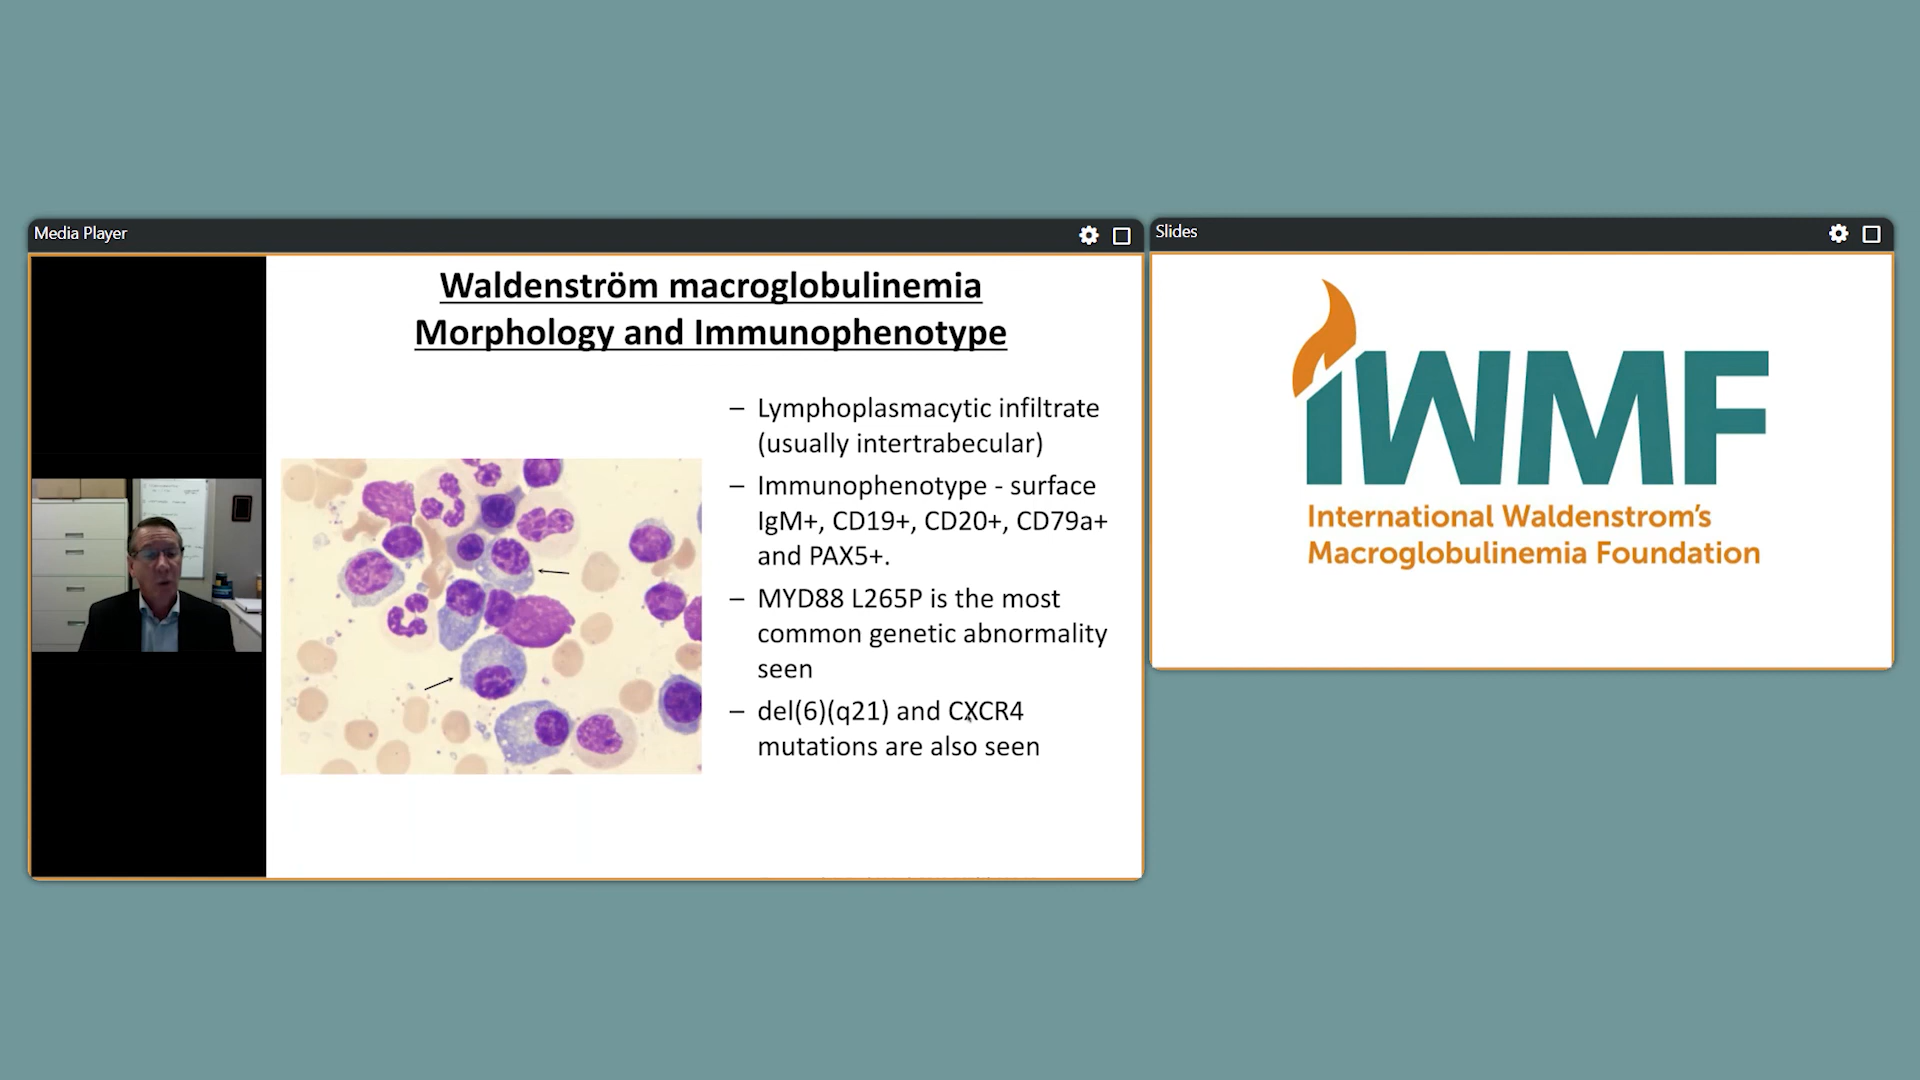 Media Player
Waldenström macroglobulinemia
Morphology and Immunophenotype
– Lymphoplasmacytic infiltrate
(usually intertrabecular)
– Immunophenotype - surface
IgM+, CD19+, CD20+, CD79a+
and PAX5+.
– MYD88 L265P is the most
common genetic abnormality
seen
– del(6)(q21) and CXCR4
mutations are also seen
Slides
IWMF
International Waldenstrom’s
Macroglobulinemia Foundation